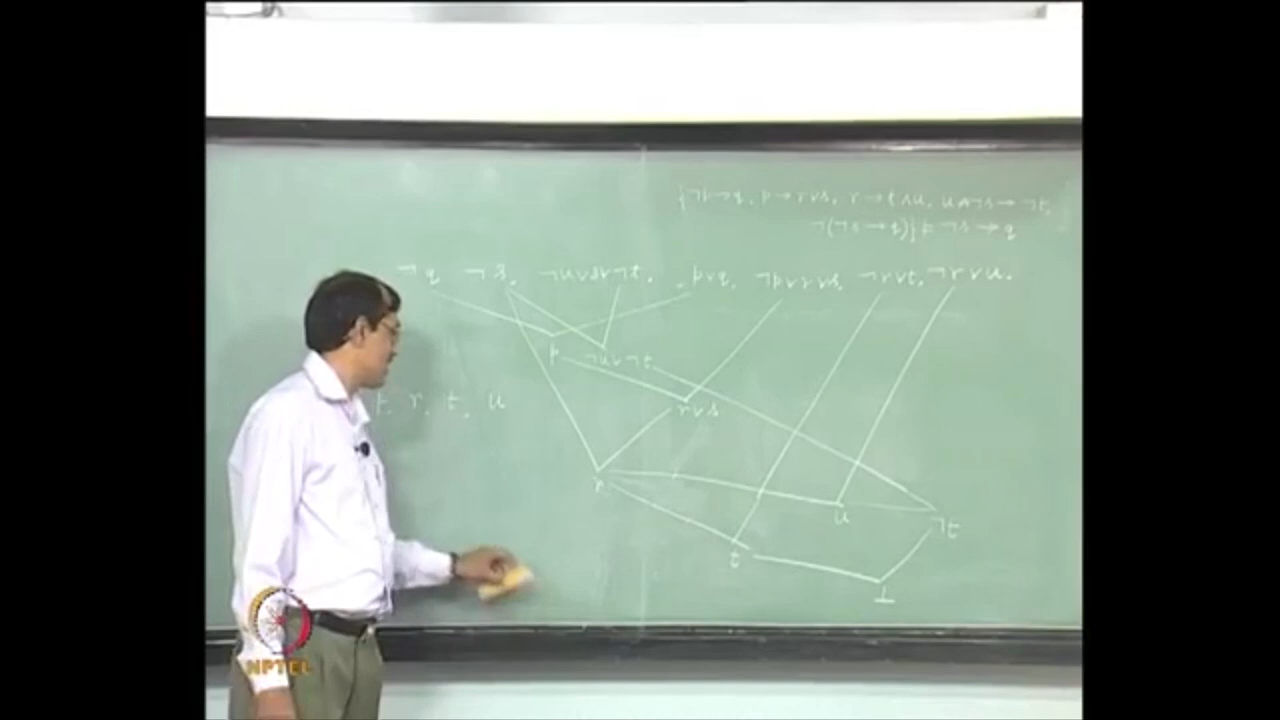 {¬p→q, p→r∨s, r→t∧u, u∧¬s→¬t,
¬(¬s→q)} ⊨ ¬s→q
¬q ¬s, ¬u∨s∨¬t, p∨q, ¬p∨r∨s, ¬r∨t, ¬r∨u.
p ¬u∨¬t
r, t, u
r∨s
r
u
¬t
t
⊥
NPTEL